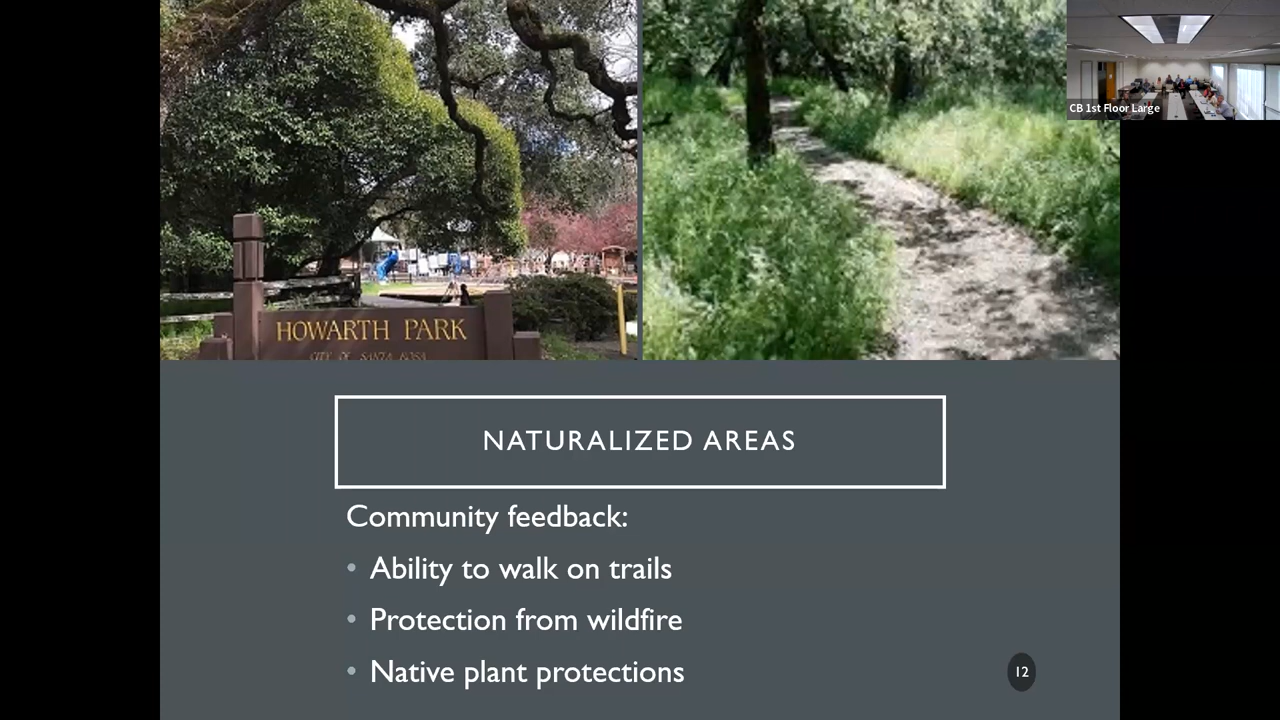 CB 1st Floor Large
HOWARTH PARK
CITY OF SANTA ROSA
NATURALIZED AREAS
Community feedback:
• Ability to walk on trails
• Protection from wildfire
• Native plant protections
12